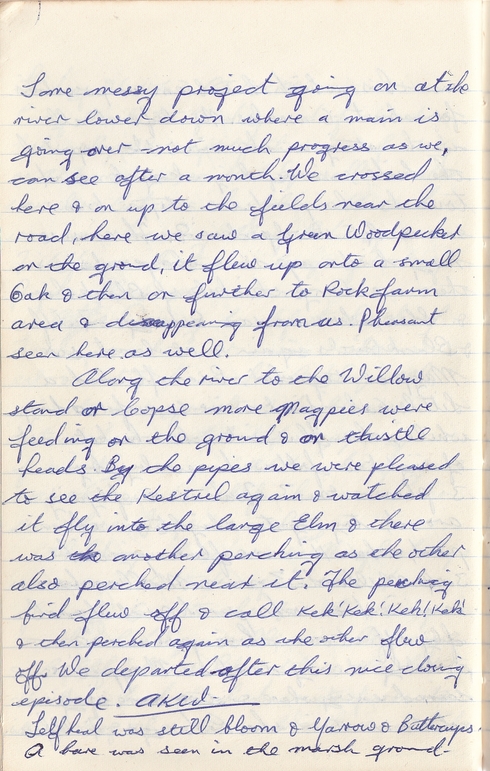 Some messy project going on at the
river lower down where a main is
going over - not much progress as we,
can see after a month. We crossed
here & on up to the fields near the
road, here we saw a Green Woodpecker
on the grond, it flew up onto a small
Oak & then on further to Rock farm
area & disappearing from us. Pheasant
seen here as well.
Along the river to the Willow
stand or Copse more Magpies were
feeding on the ground & on thistle
heads. By the pipes we were pleased
to see the Kestrel again & watched
it fly into the large Elm & there
was another perching as the other
also perched near it. The perching
bird flew off & call Kek! Kek! Kek! Kek!
& then perched again as the other flew
off. We departed after this nice closing
episode.
Selfheal was still bloom & Yarrow & Buttercups.
A hare was seen in the marsh ground.